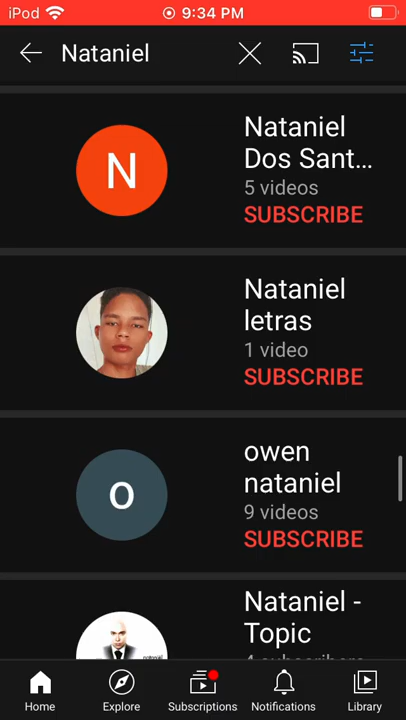 iPod 9:34 PM
Nataniel
N
Nataniel
Dos Sant...
5 videos
SUBSCRIBE
Nataniel
letras
1 video
SUBSCRIBE
o
owen
nataniel
9 videos
SUBSCRIBE
Nataniel -
Topic
Home Explore Subscriptions Notifications Library